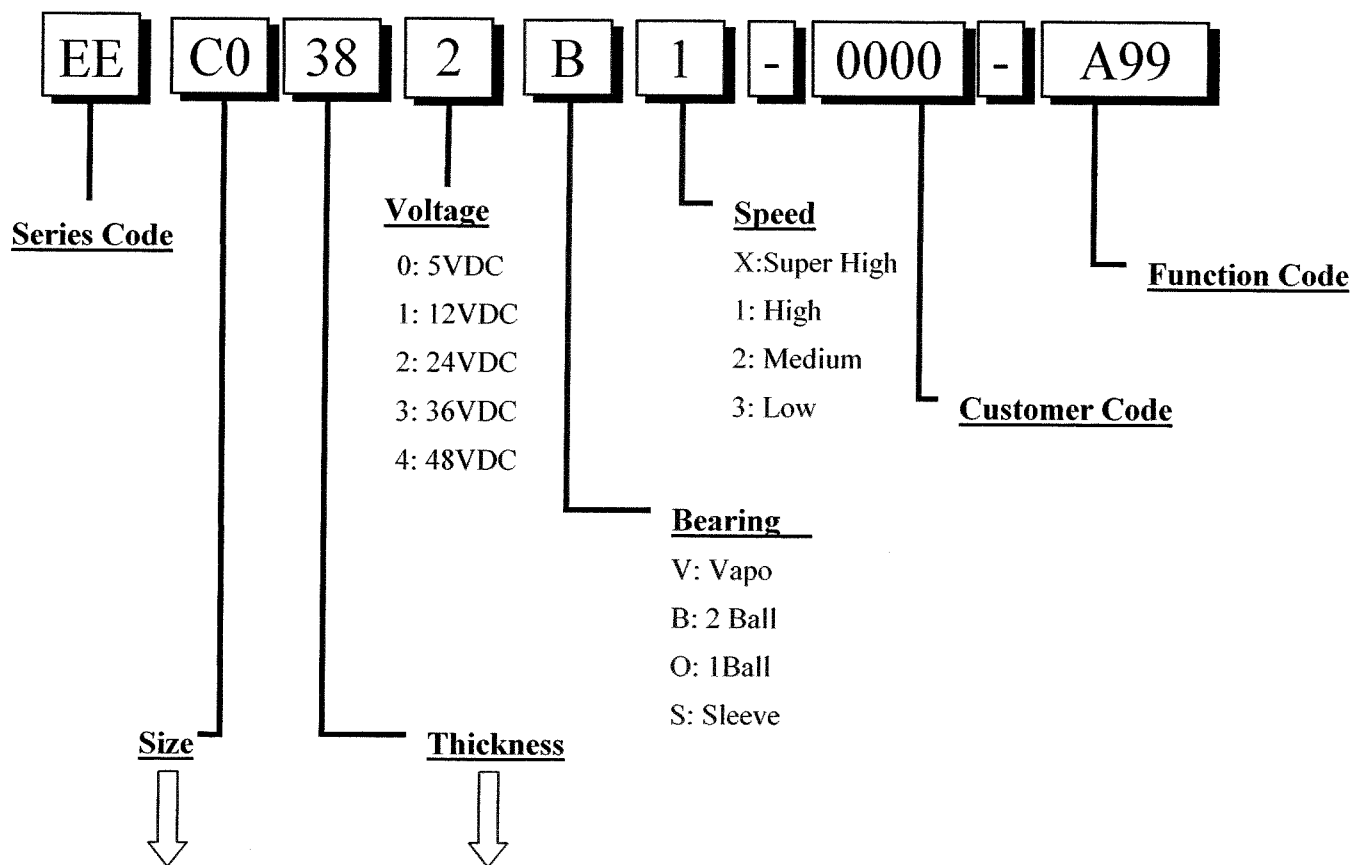 EE C0 38 2 B 1 - 0000 - A99
Series Code
Voltage
0: 5VDC
1: 12VDC
2: 24VDC
3: 36VDC
4: 48VDC
Speed
X:Super High
1: High
2: Medium
3: Low
Function Code
Customer Code
Bearing
V: Vapo
B: 2 Ball
O: 1Ball
S: Sleeve
Size
Thickness